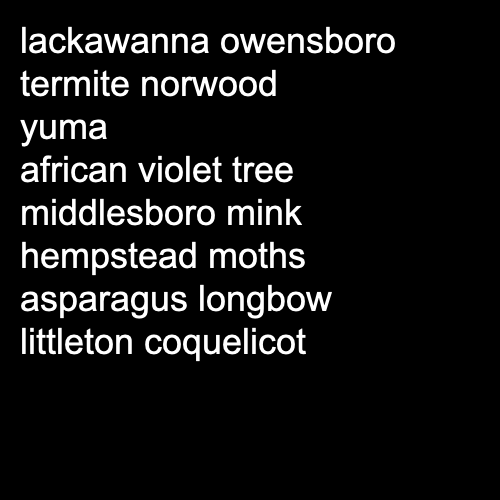 lackawanna owensboro
termite norwood
yuma
african violet tree
middlesboro mink
hempstead moths
asparagus longbow
littleton coquelicot